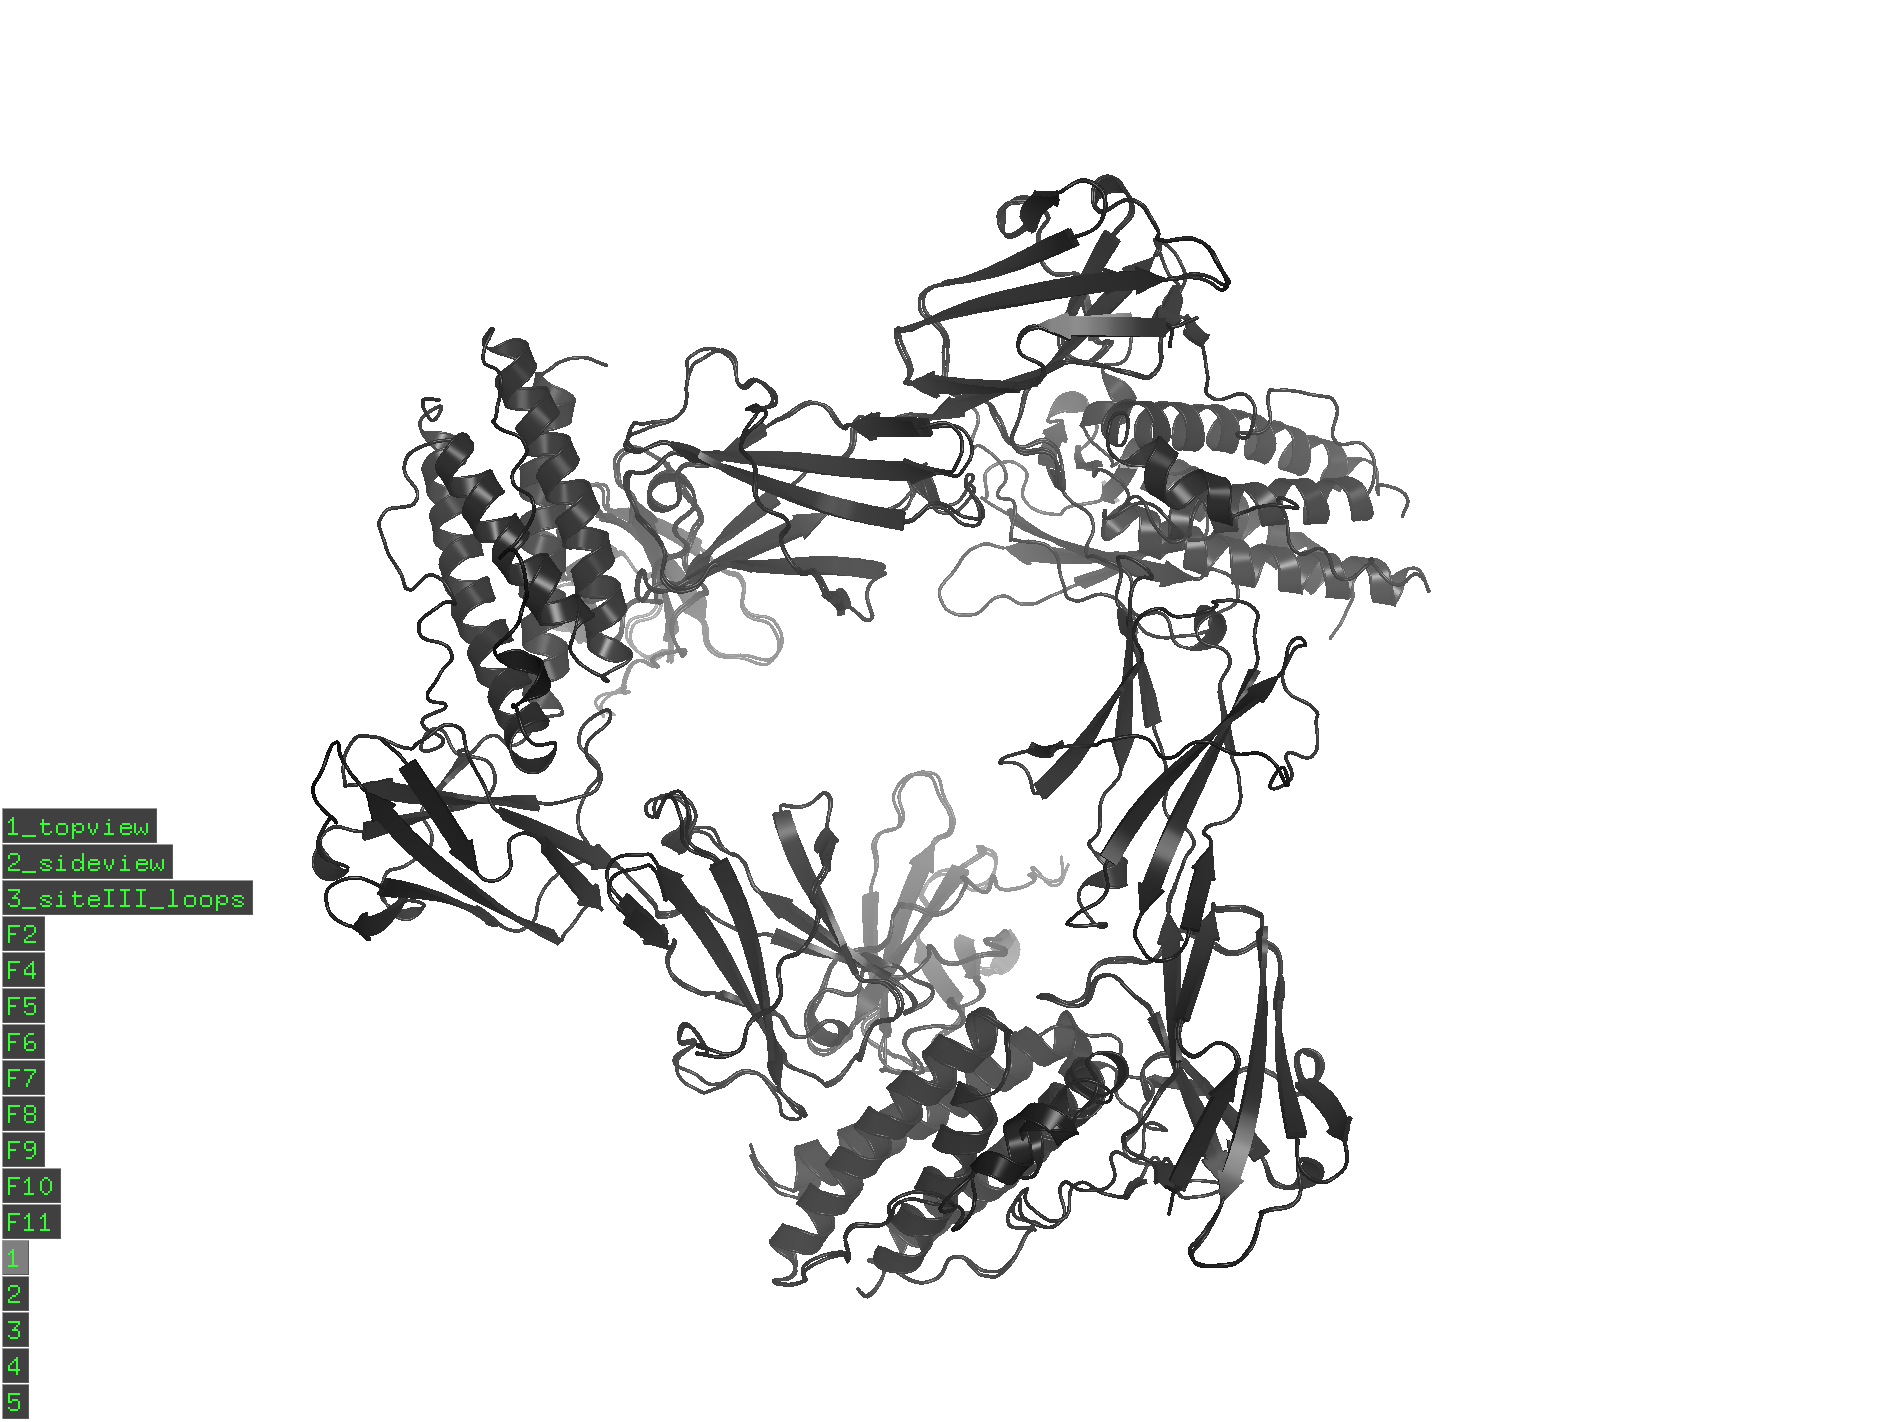 1_topview
2_sideview
3_siteIII_loops
F2
F4
F5
F6
F7
F8
F9
F10
F11
1
2
3
4
5